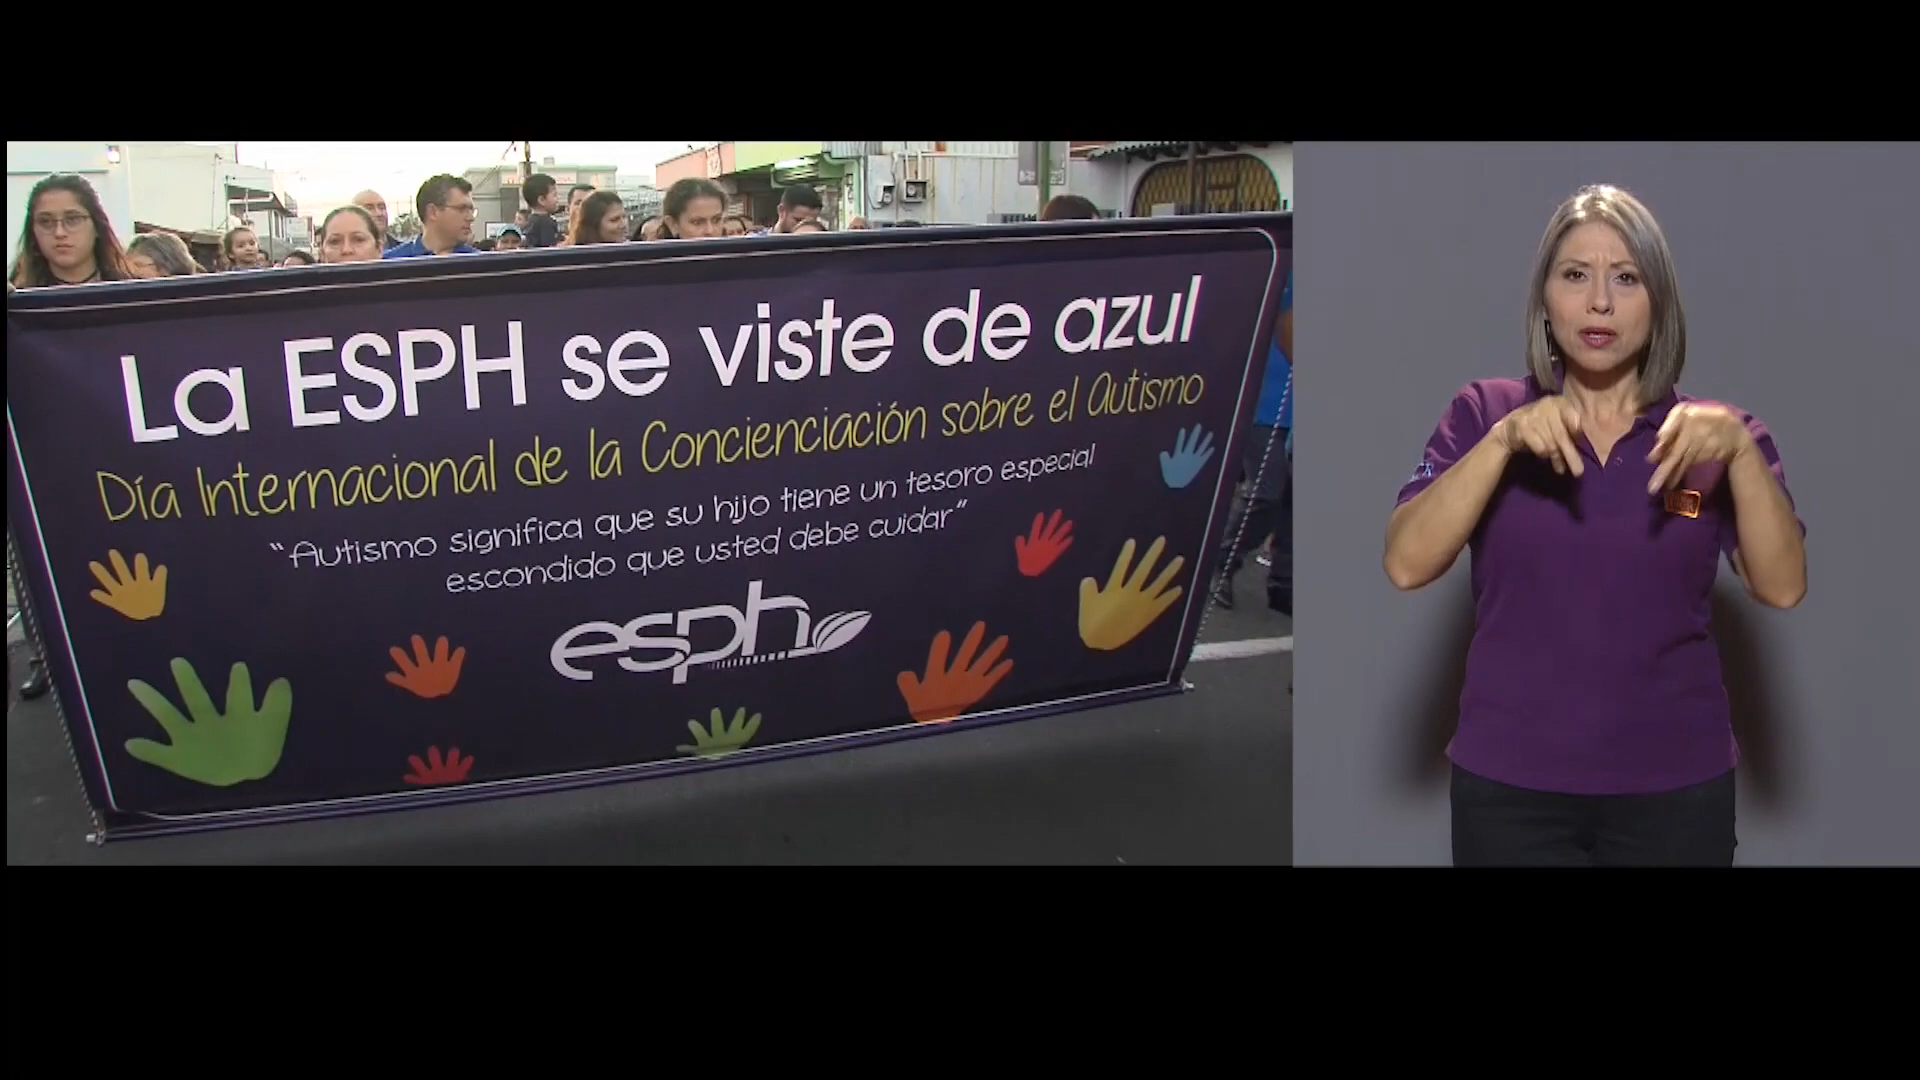 La ESPH se viste de azul
Día Internacional de la Concienciación sobre el Autismo
"Autismo significa que su hijo tiene un tesoro especial
escondido que usted debe cuidar"
esph